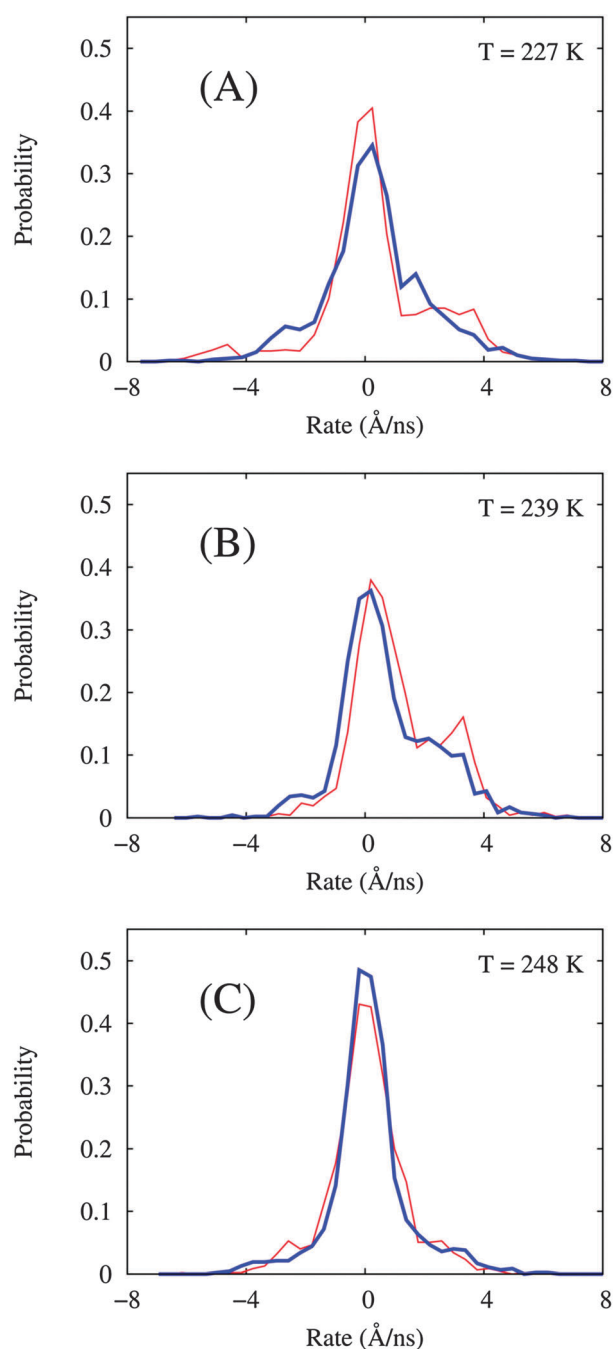 0.5
T = 227 K
(A)
0.4
Probability
0.3
0.2
0.1
0
−8 −4 0 4 8
Rate (Å/ns)
0.5
T = 239 K
(B)
0.4
Probability
0.3
0.2
0.1
0
−8 −4 0 4 8
Rate (Å/ns)
0.5
T = 248 K
(C)
0.4
Probability
0.3
0.2
0.1
0
−8 −4 0 4 8
Rate (Å/ns)